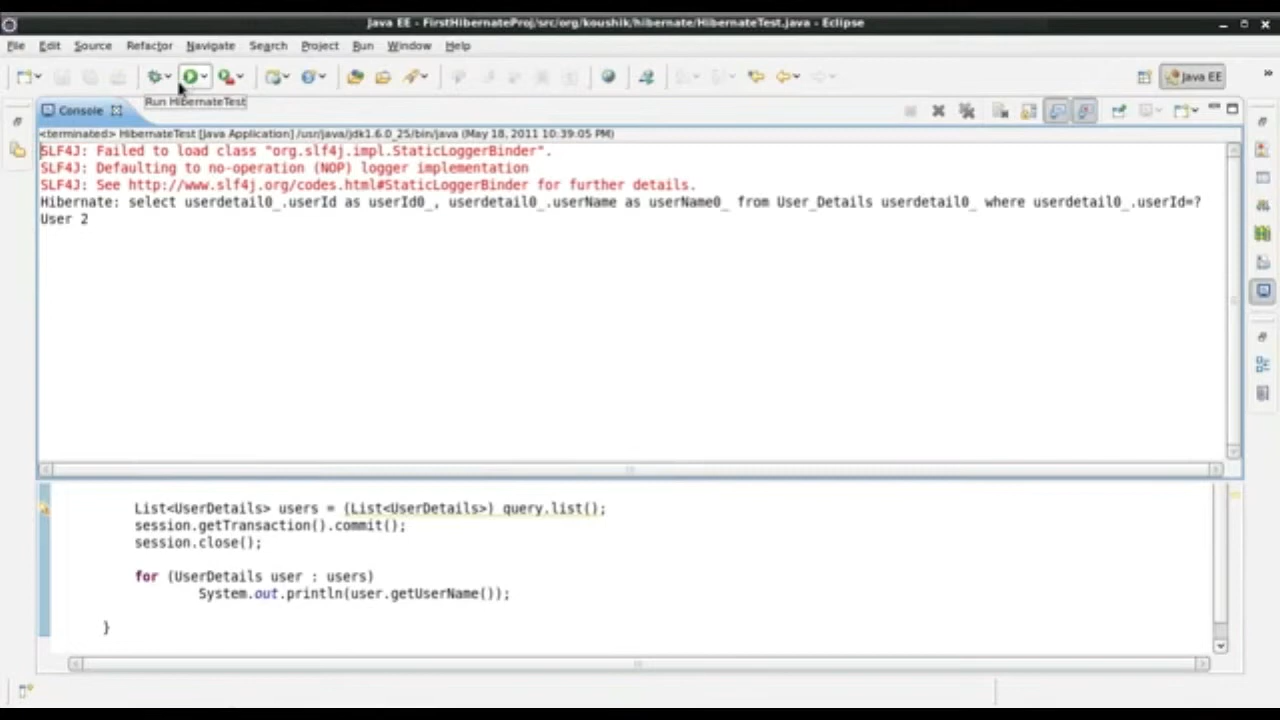 Java EE - FirstHibernateProj/src/org/koushik/hibernate/HibernateTest.java - Eclipse
File Edit Source Refactor Navigate Search Project Run Window Help
Java EE
Run HibernateTest
Console
<terminated> HibernateTest [Java Application] /usr/java/jdk1.6.0_25/bin/java (May 18, 2011 10:39:05 PM)
SLF4J: Failed to load class "org.slf4j.impl.StaticLoggerBinder".
SLF4J: Defaulting to no-operation (NOP) logger implementation
SLF4J: See http://www.slf4j.org/codes.html#StaticLoggerBinder for further details.
Hibernate: select userdetail0_.userId as userId0_, userdetail0_.userName as userName0_ from User_Details userdetail0_ where userdetail0_.userId=?
User 2
List<UserDetails> users = (List<UserDetails>) query.list();
session.getTransaction().commit();
session.close();
for (UserDetails user : users)
System.out.println(user.getUserName());
}